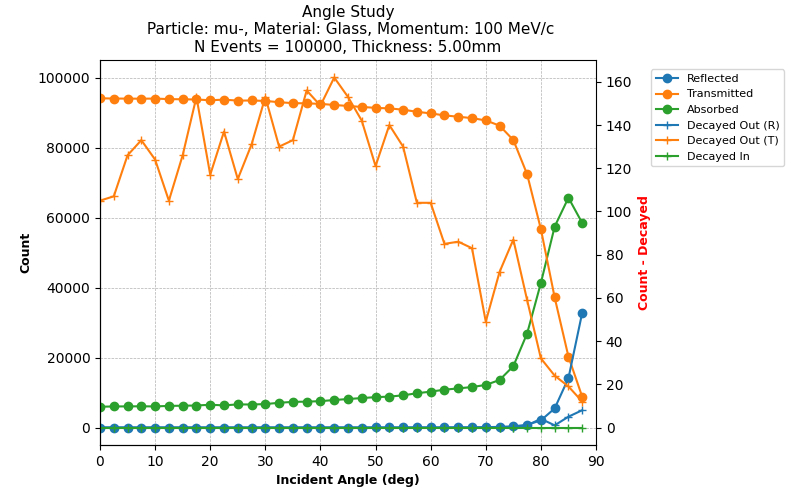 Angle Study
Particle: mu-, Material: Glass, Momentum: 100 MeV/c
N Events = 100000, Thickness: 5.00mm
100000
80000
60000
40000
20000
0
Count
0 10 20 30 40 50 60 70 80 90
Incident Angle (deg)
160
140
120
100
80
60
40
20
0
Count - Decayed
Reflected
Transmitted
Absorbed
Decayed Out (R)
Decayed Out (T)
Decayed In